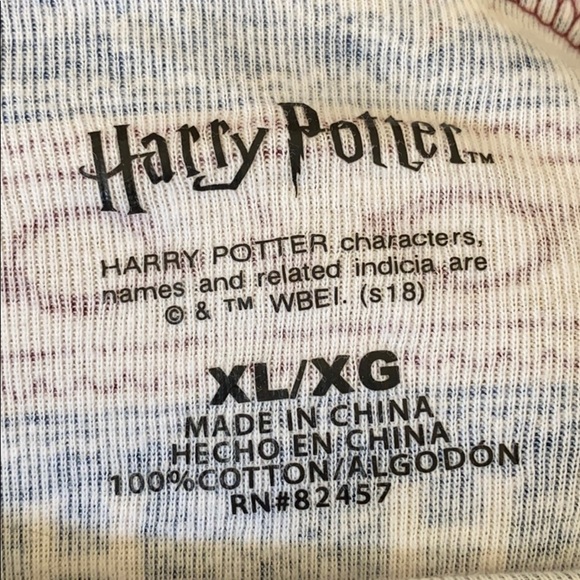 Harry Potter™
HARRY POTTER characters,
names and related indicia are
© & ™ WBEI. (s18)
XL/XG
MADE IN CHINA
HECHO EN CHINA
100%COTTON/ALGODÓN
RN#82457